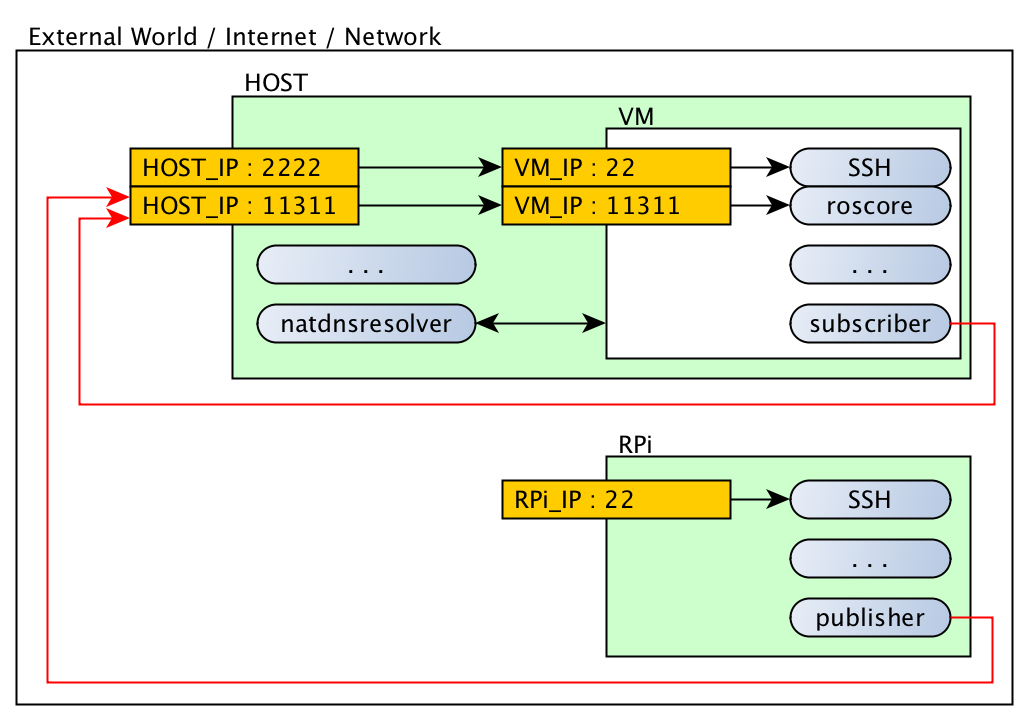 External World / Internet / Network
HOST
VM
HOST_IP : 2222
VM_IP : 22
SSH
HOST_IP : 11311
VM_IP : 11311
roscore
. . .
. . .
natdnsresolver
subscriber
RPi
RPi_IP : 22
SSH
. . .
publisher